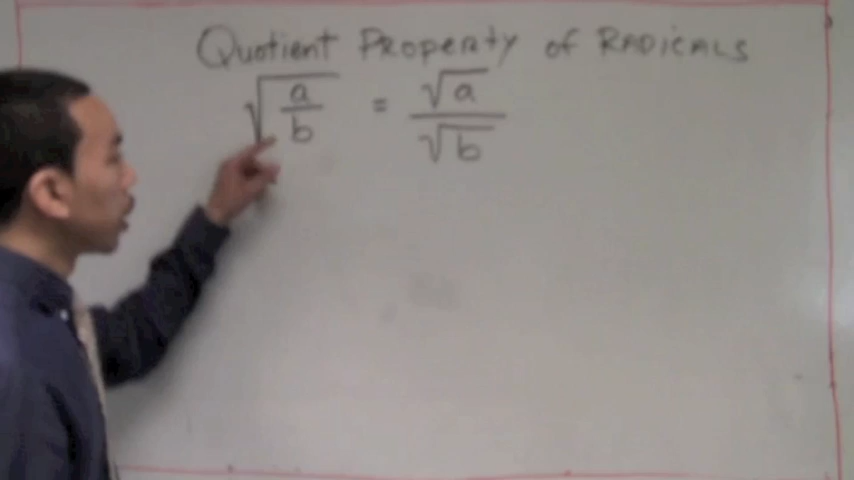 Quotient Property of Radicals
√(a/b) = √a/√b